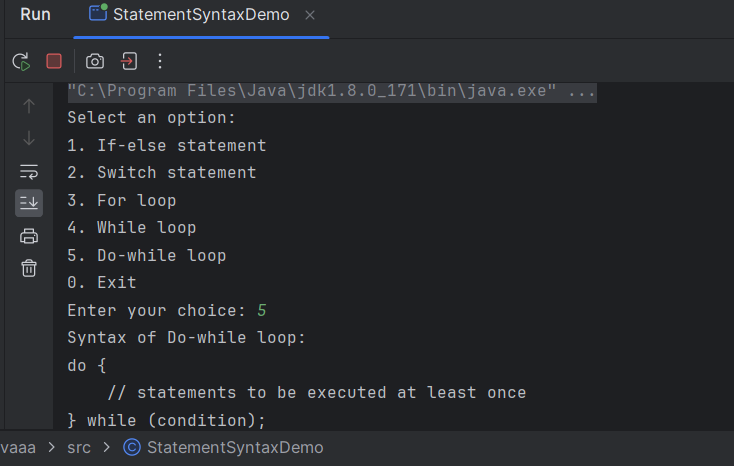 Run StatementSyntaxDemo
"C:\Program Files\Java\jdk1.8.0_171\bin\java.exe" ...
Select an option:
1. If-else statement
2. Switch statement
3. For loop
4. While loop
5. Do-while loop
0. Exit
Enter your choice: 5
Syntax of Do-while loop:
do {
    // statements to be executed at least once
} while (condition);
vaaa > src > StatementSyntaxDemo